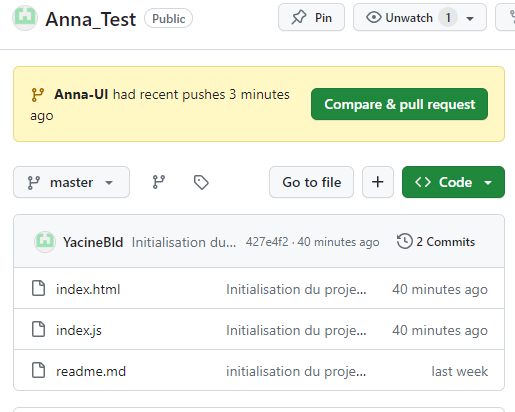 Anna_Test Public Pin Unwatch 1
Anna-UI had recent pushes 3 minutes
ago
Compare & pull request
master Go to file + <> Code
YacineBld Initialisation du... 427e4f2 · 40 minutes ago 2 Commits
index.html Initialisation du proje... 40 minutes ago
index.js Initialisation du proje... 40 minutes ago
readme.md initialisation du proje... last week